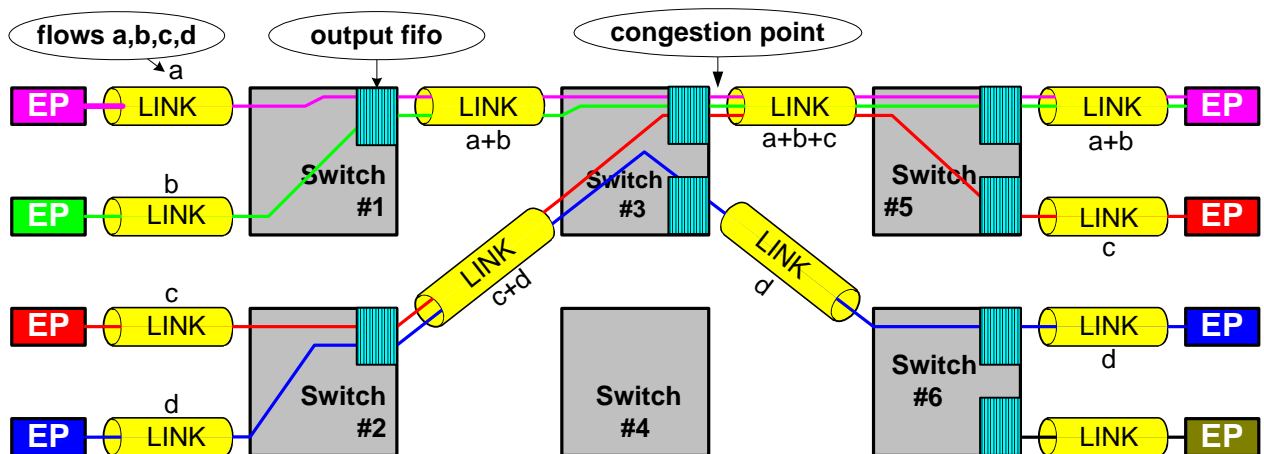 flows a,b,c,d
output fifo
congestion point
a
EP
LINK
LINK
a+b
LINK
a+b+c
LINK
a+b
EP
b
EP
LINK
Switch
#1
Switch
#3
Switch
#5
LINK
c
EP
LINK
c+d
LINK
d
c
EP
LINK
Switch
#2
Switch
#4
Switch
#6
LINK
d
EP
d
EP
LINK
LINK
EP